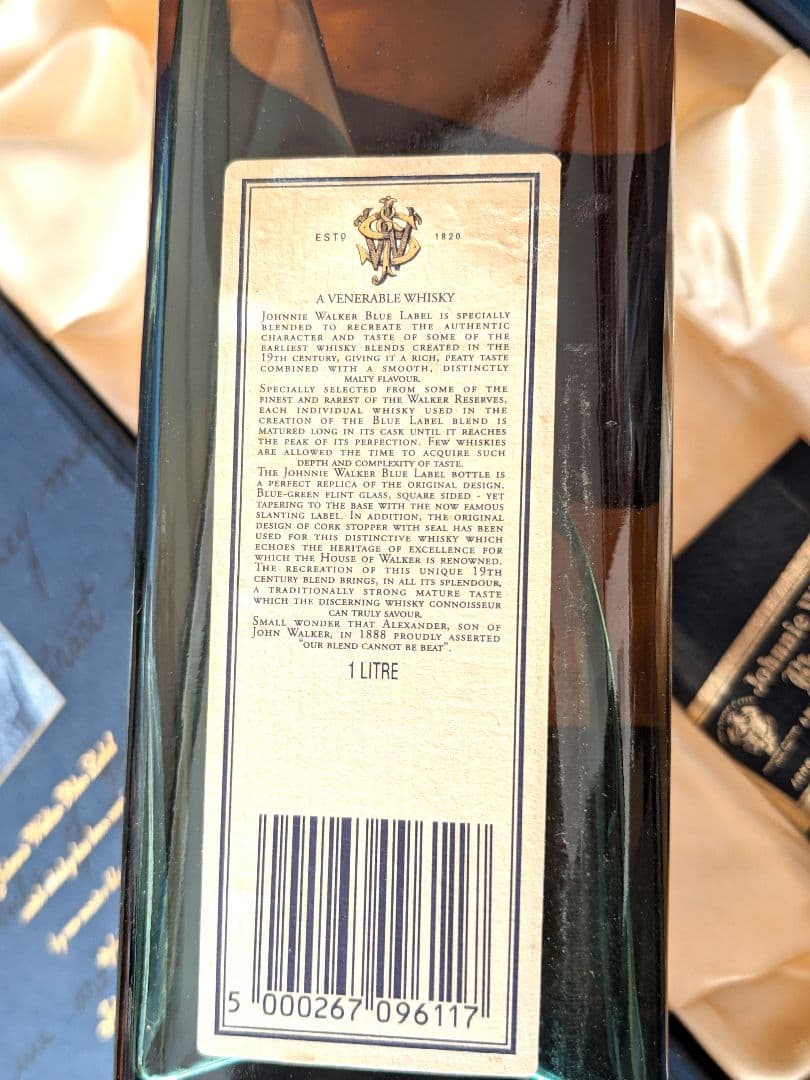 ESTD 1820
A VENERABLE WHISKY
JOHNNIE WALKER BLUE LABEL IS SPECIALLY
BLENDED TO RECREATE THE AUTHENTIC
CHARACTER AND TASTE OF SOME OF THE
EARLIEST WHISKY BLENDS CREATED IN THE
19TH CENTURY, GIVING IT A RICH, PEATY TASTE
COMBINED WITH A SMOOTH, DISTINCTLY
MALTY FLAVOUR.
SPECIALLY SELECTED FROM SOME OF THE
FINEST AND RAREST OF THE WALKER RESERVES,
EACH INDIVIDUAL WHISKY USED IN THE
CREATION OF THE BLUE LABEL BLEND IS
MATURED LONG IN ITS CASK UNTIL IT REACHES
THE PEAK OF ITS PERFECTION. FEW WHISKIES
ARE ALLOWED THE TIME TO ACQUIRE SUCH
DEPTH AND COMPLEXITY OF TASTE.
THE JOHNNIE WALKER BLUE LABEL BOTTLE IS
A PERFECT REPLICA OF THE ORIGINAL DESIGN.
BLUE-GREEN FLINT GLASS, SQUARE SIDED - YET
TAPERING TO THE BASE WITH THE NOW FAMOUS
SLANTING LABEL. IN ADDITION, THE ORIGINAL
DESIGN OF CORK STOPPER WITH SEAL HAS BEEN
USED FOR THIS DISTINCTIVE WHISKY WHICH
ECHOES THE HERITAGE OF EXCELLENCE FOR
WHICH THE HOUSE OF WALKER IS RENOWNED.
THE RECREATION OF THIS UNIQUE 19TH
CENTURY BLEND BRINGS, IN ALL ITS SPLENDOUR,
A TRADITIONALLY STRONG MATURE TASTE
WHICH THE DISCERNING WHISKY CONNOISSEUR
CAN TRULY SAVOUR.
SMALL WONDER THAT ALEXANDER, SON OF
JOHN WALKER, IN 1888 PROUDLY ASSERTED
"OUR BLEND CANNOT BE BEAT".
1 LITRE
5 000267 096117
Johnnie